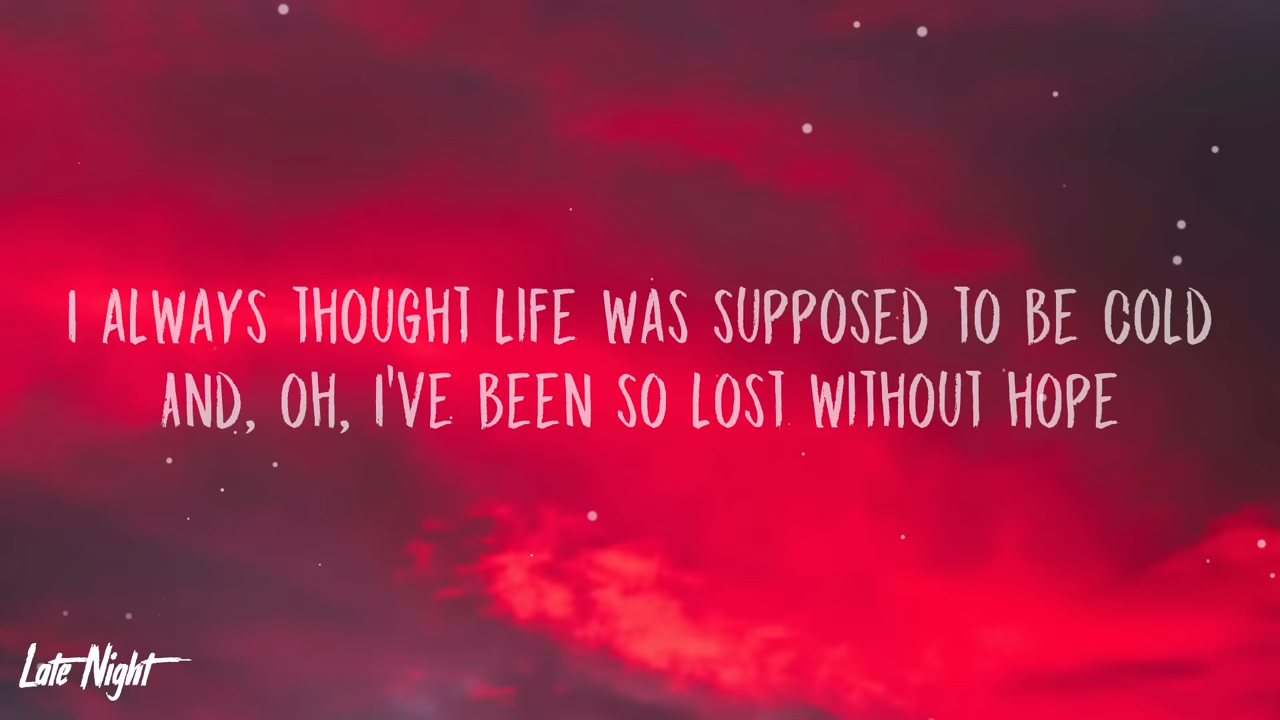 I ALWAYS THOUGHT LIFE WAS SUPPOSED TO BE COLD
AND, OH, I'VE BEEN SO LOST WITHOUT HOPE
Late Night